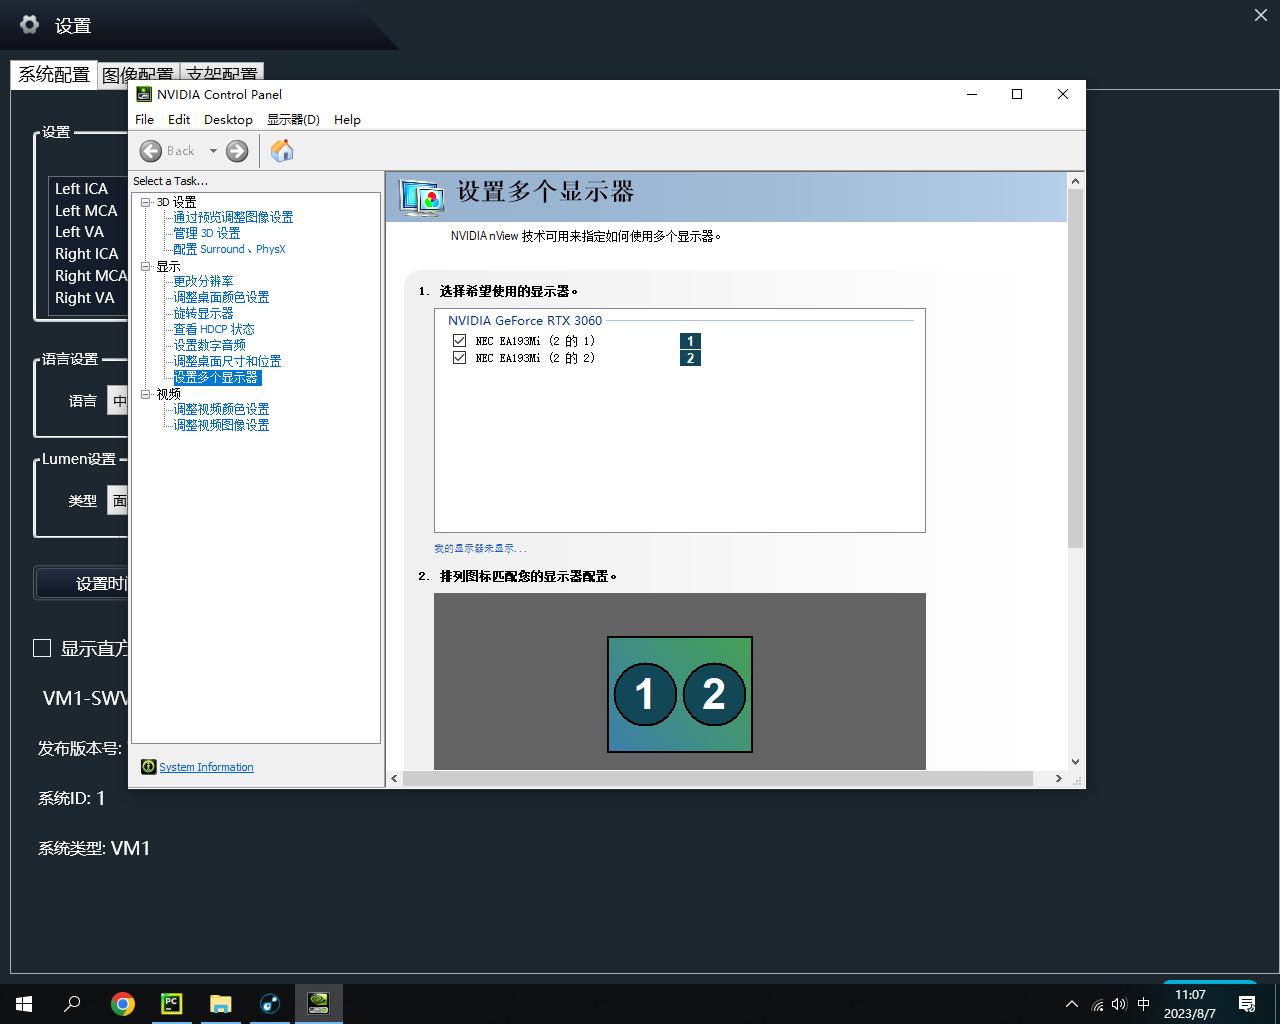 设置
系统配置
图像配置
支架配置
设置
Left ICA
Left MCA
Left VA
Right ICA
Right MCA
Right VA
语言设置
语言
中
Lumen设置
类型
面
设置时间
显示直方
VM1-SWV
发布版本号:
系统ID: 1
系统类型: VM1
NVIDIA Control Panel
File Edit Desktop 显示器(D) Help
Back
Select a Task...
3D 设置
通过预览调整图像设置
管理 3D 设置
配置 Surround、PhysX
显示
更改分辨率
调整桌面颜色设置
旋转显示器
查看 HDCP 状态
设置数字音频
调整桌面尺寸和位置
设置多个显示器
视频
调整视频颜色设置
调整视频图像设置
System Information
设置多个显示器
NVIDIA nView 技术可用来指定如何使用多个显示器。
1. 选择希望使用的显示器。
NVIDIA GeForce RTX 3060
NEC EA193Mi (2 的 1) 1
NEC EA193Mi (2 的 2) 2
我的显示器未显示...
2. 排列图标匹配您的显示器配置。
1 2
PC
中
11:07
2023/8/7